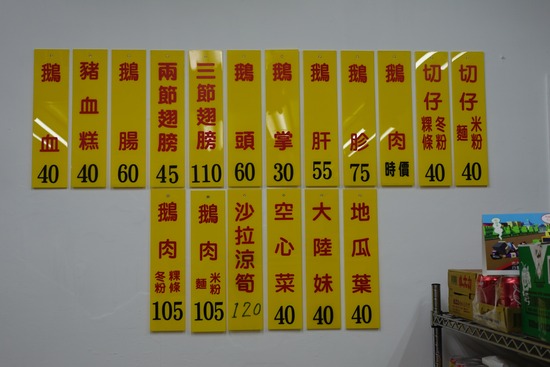 鵝血 40
豬血糕 40
鵝腸 60
兩節翅膀 45
三節翅膀 110
鵝頭 60
鵝掌 30
鵝肝 55
鵝胗 75
鵝肉 時價
切仔 粿條 冬粉 40
切仔 麵 米粉 40
鵝肉 冬粉 粿條 105
鵝肉 麵 米粉 105
沙拉涼筍 120
空心菜 40
大陸妹 40
地瓜葉 40